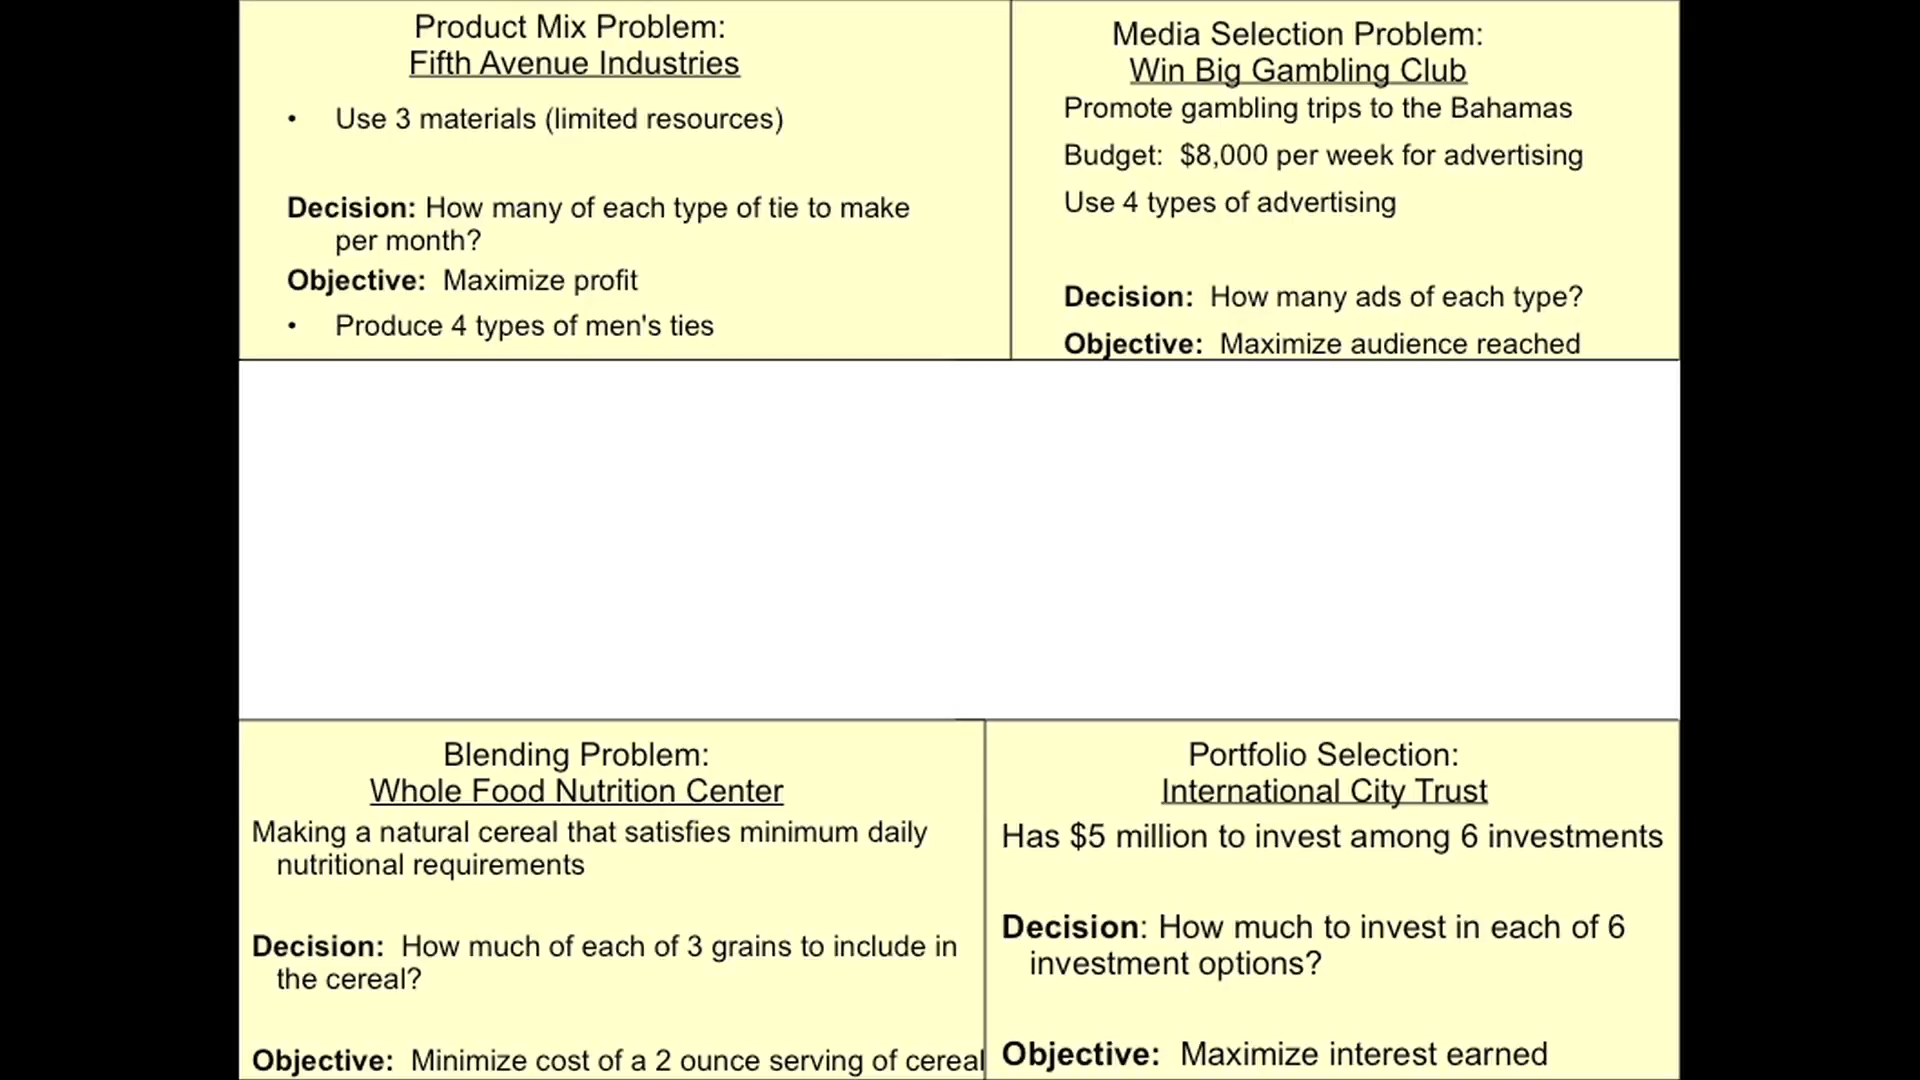 Product Mix Problem:
Fifth Avenue Industries
• Use 3 materials (limited resources)
Decision: How many of each type of tie to make
per month?
Objective: Maximize profit
• Produce 4 types of men's ties
Media Selection Problem:
Win Big Gambling Club
Promote gambling trips to the Bahamas
Budget: $8,000 per week for advertising
Use 4 types of advertising
Decision: How many ads of each type?
Objective: Maximize audience reached
Blending Problem:
Whole Food Nutrition Center
Making a natural cereal that satisfies minimum daily
nutritional requirements
Decision: How much of each of 3 grains to include in
the cereal?
Objective: Minimize cost of a 2 ounce serving of cereal
Portfolio Selection:
International City Trust
Has $5 million to invest among 6 investments
Decision: How much to invest in each of 6
investment options?
Objective: Maximize interest earned